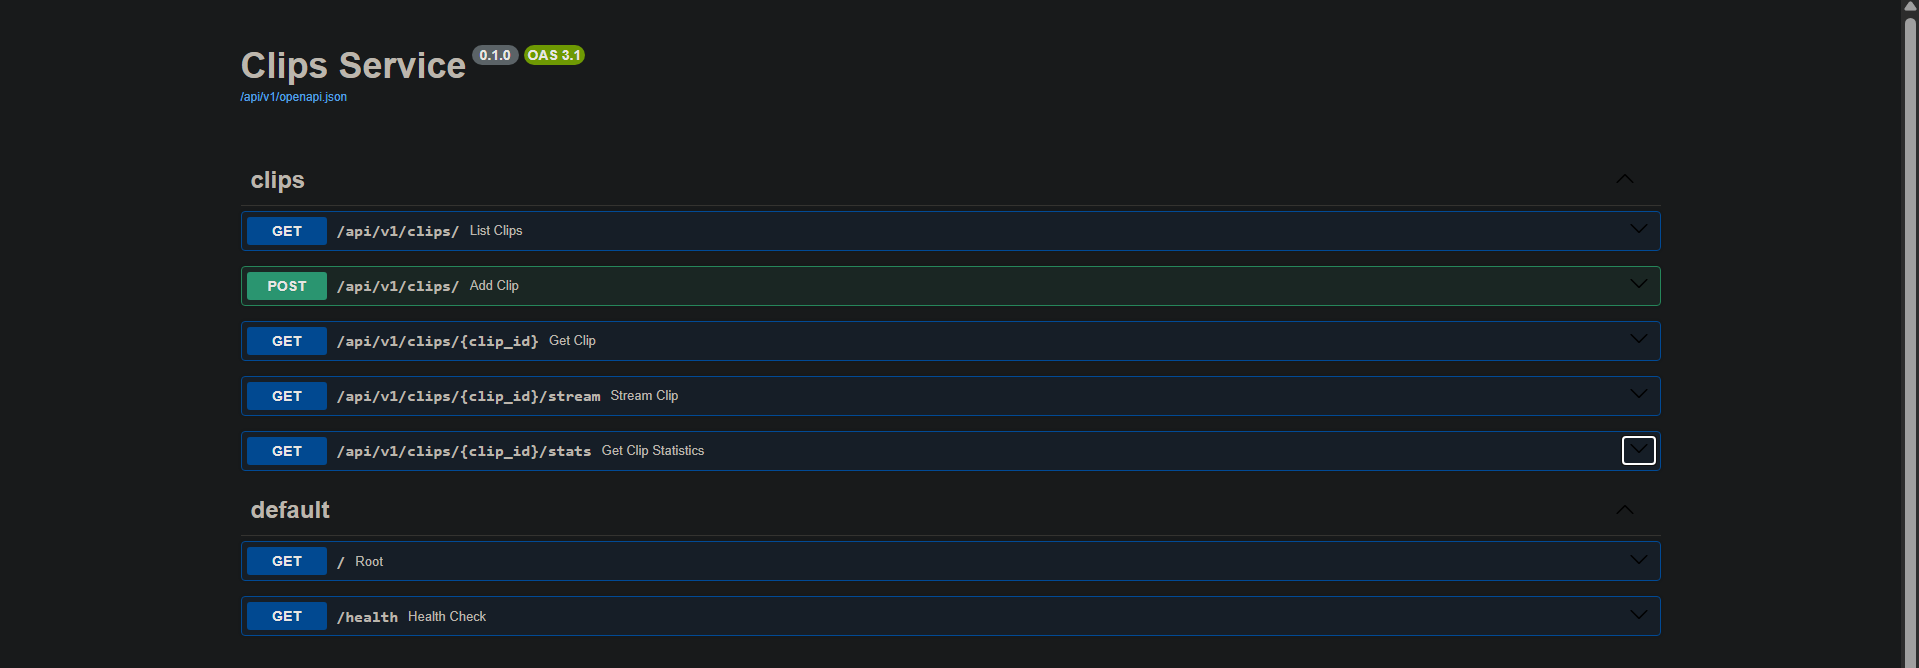 Clips Service 0.1.0 OAS 3.1
/api/v1/openapi.json
clips
GET /api/v1/clips/ List Clips
POST /api/v1/clips/ Add Clip
GET /api/v1/clips/{clip_id} Get Clip
GET /api/v1/clips/{clip_id}/stream Stream Clip
GET /api/v1/clips/{clip_id}/stats Get Clip Statistics
default
GET / Root
GET /health Health Check